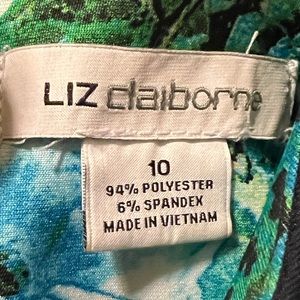 LIZ claiborne
10
94% POLYESTER
6% SPANDEX
MADE IN VIETNAM